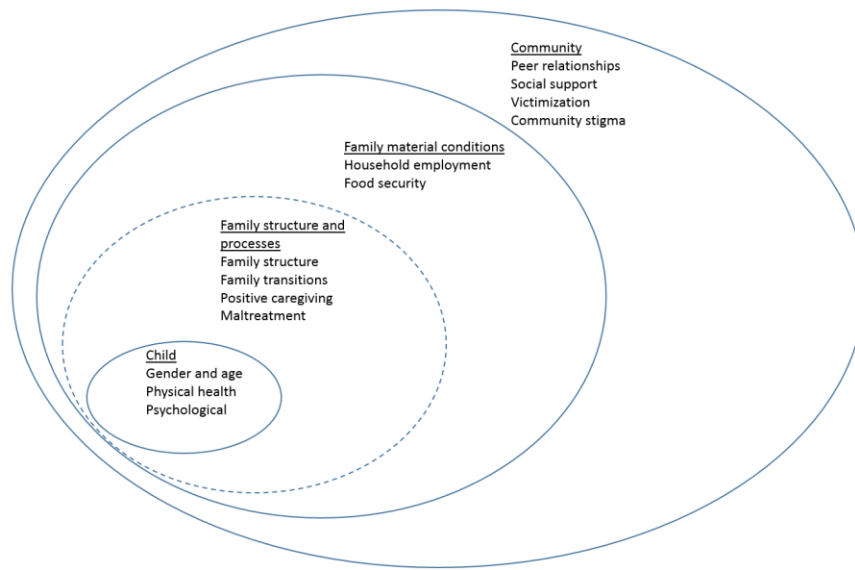 Community
Peer relationships
Social support
Victimization
Community stigma
Family material conditions
Household employment
Food security
Family structure and
processes
Family structure
Family transitions
Positive caregiving
Maltreatment
Child
Gender and age
Physical health
Psychological